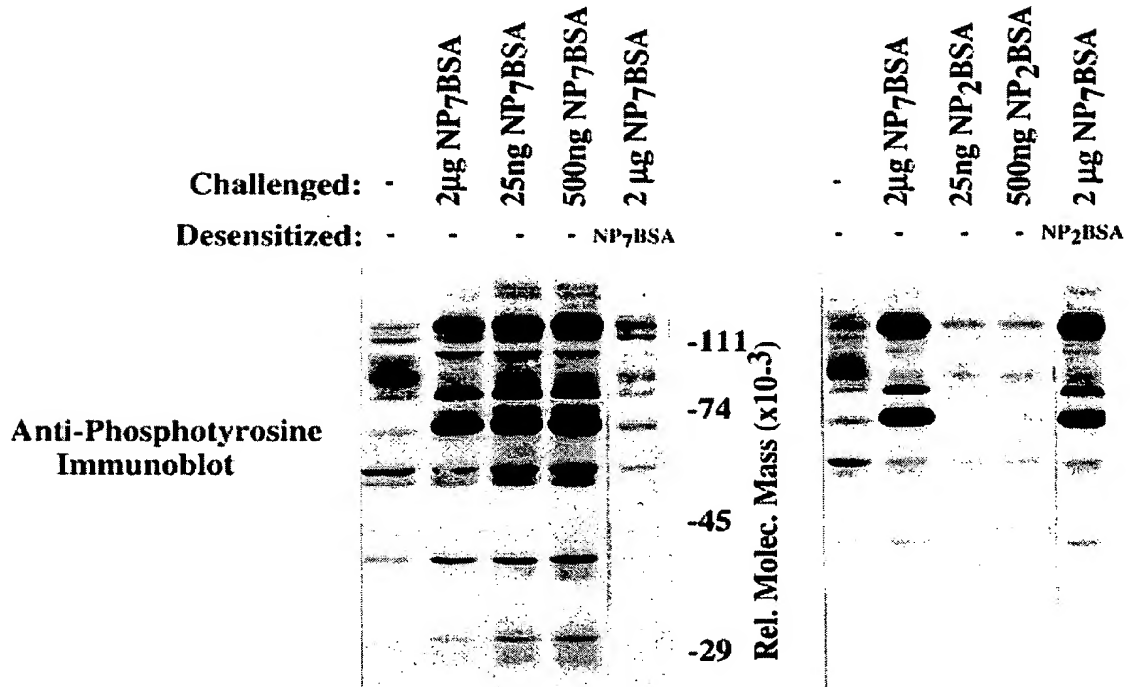 Challenged: - 2µg NP7BSA 25ng NP7BSA 500ng NP7BSA 2 µg NP7BSA - 2µg NP7BSA 25ng NP2BSA 500ng NP2BSA 2 µg NP7BSA
Desensitized: - - - - NP7BSA - - - - NP2BSA
Anti-Phosphotyrosine
Immunoblot
-111
-74
-45
-29
Rel. Molec. Mass (x10-3)